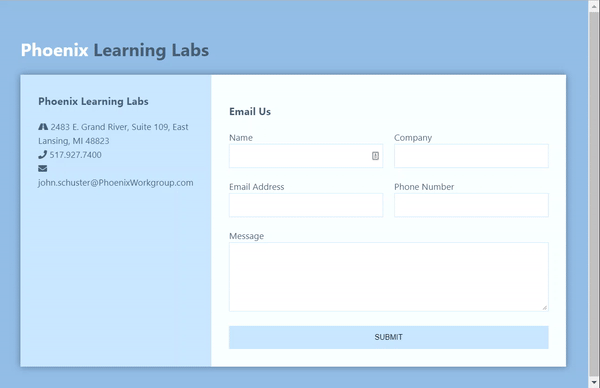 Phoenix Learning Labs
Phoenix Learning Labs
2483 E. Grand River, Suite 109, East
Lansing, MI 48823
517.927.7400
john.schuster@PhoenixWorkgroup.com
Email Us
Name
Company
Email Address
Phone Number
Message
SUBMIT